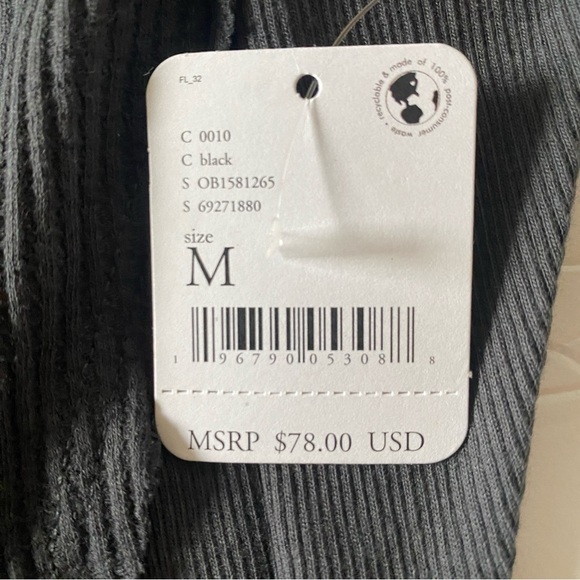 FL_32
recyclable & made of 100% post-consumer waste •
C 0010
C black
S OB1581265
S 69271880
size
M
1 96790 05308 8
MSRP $78.00 USD